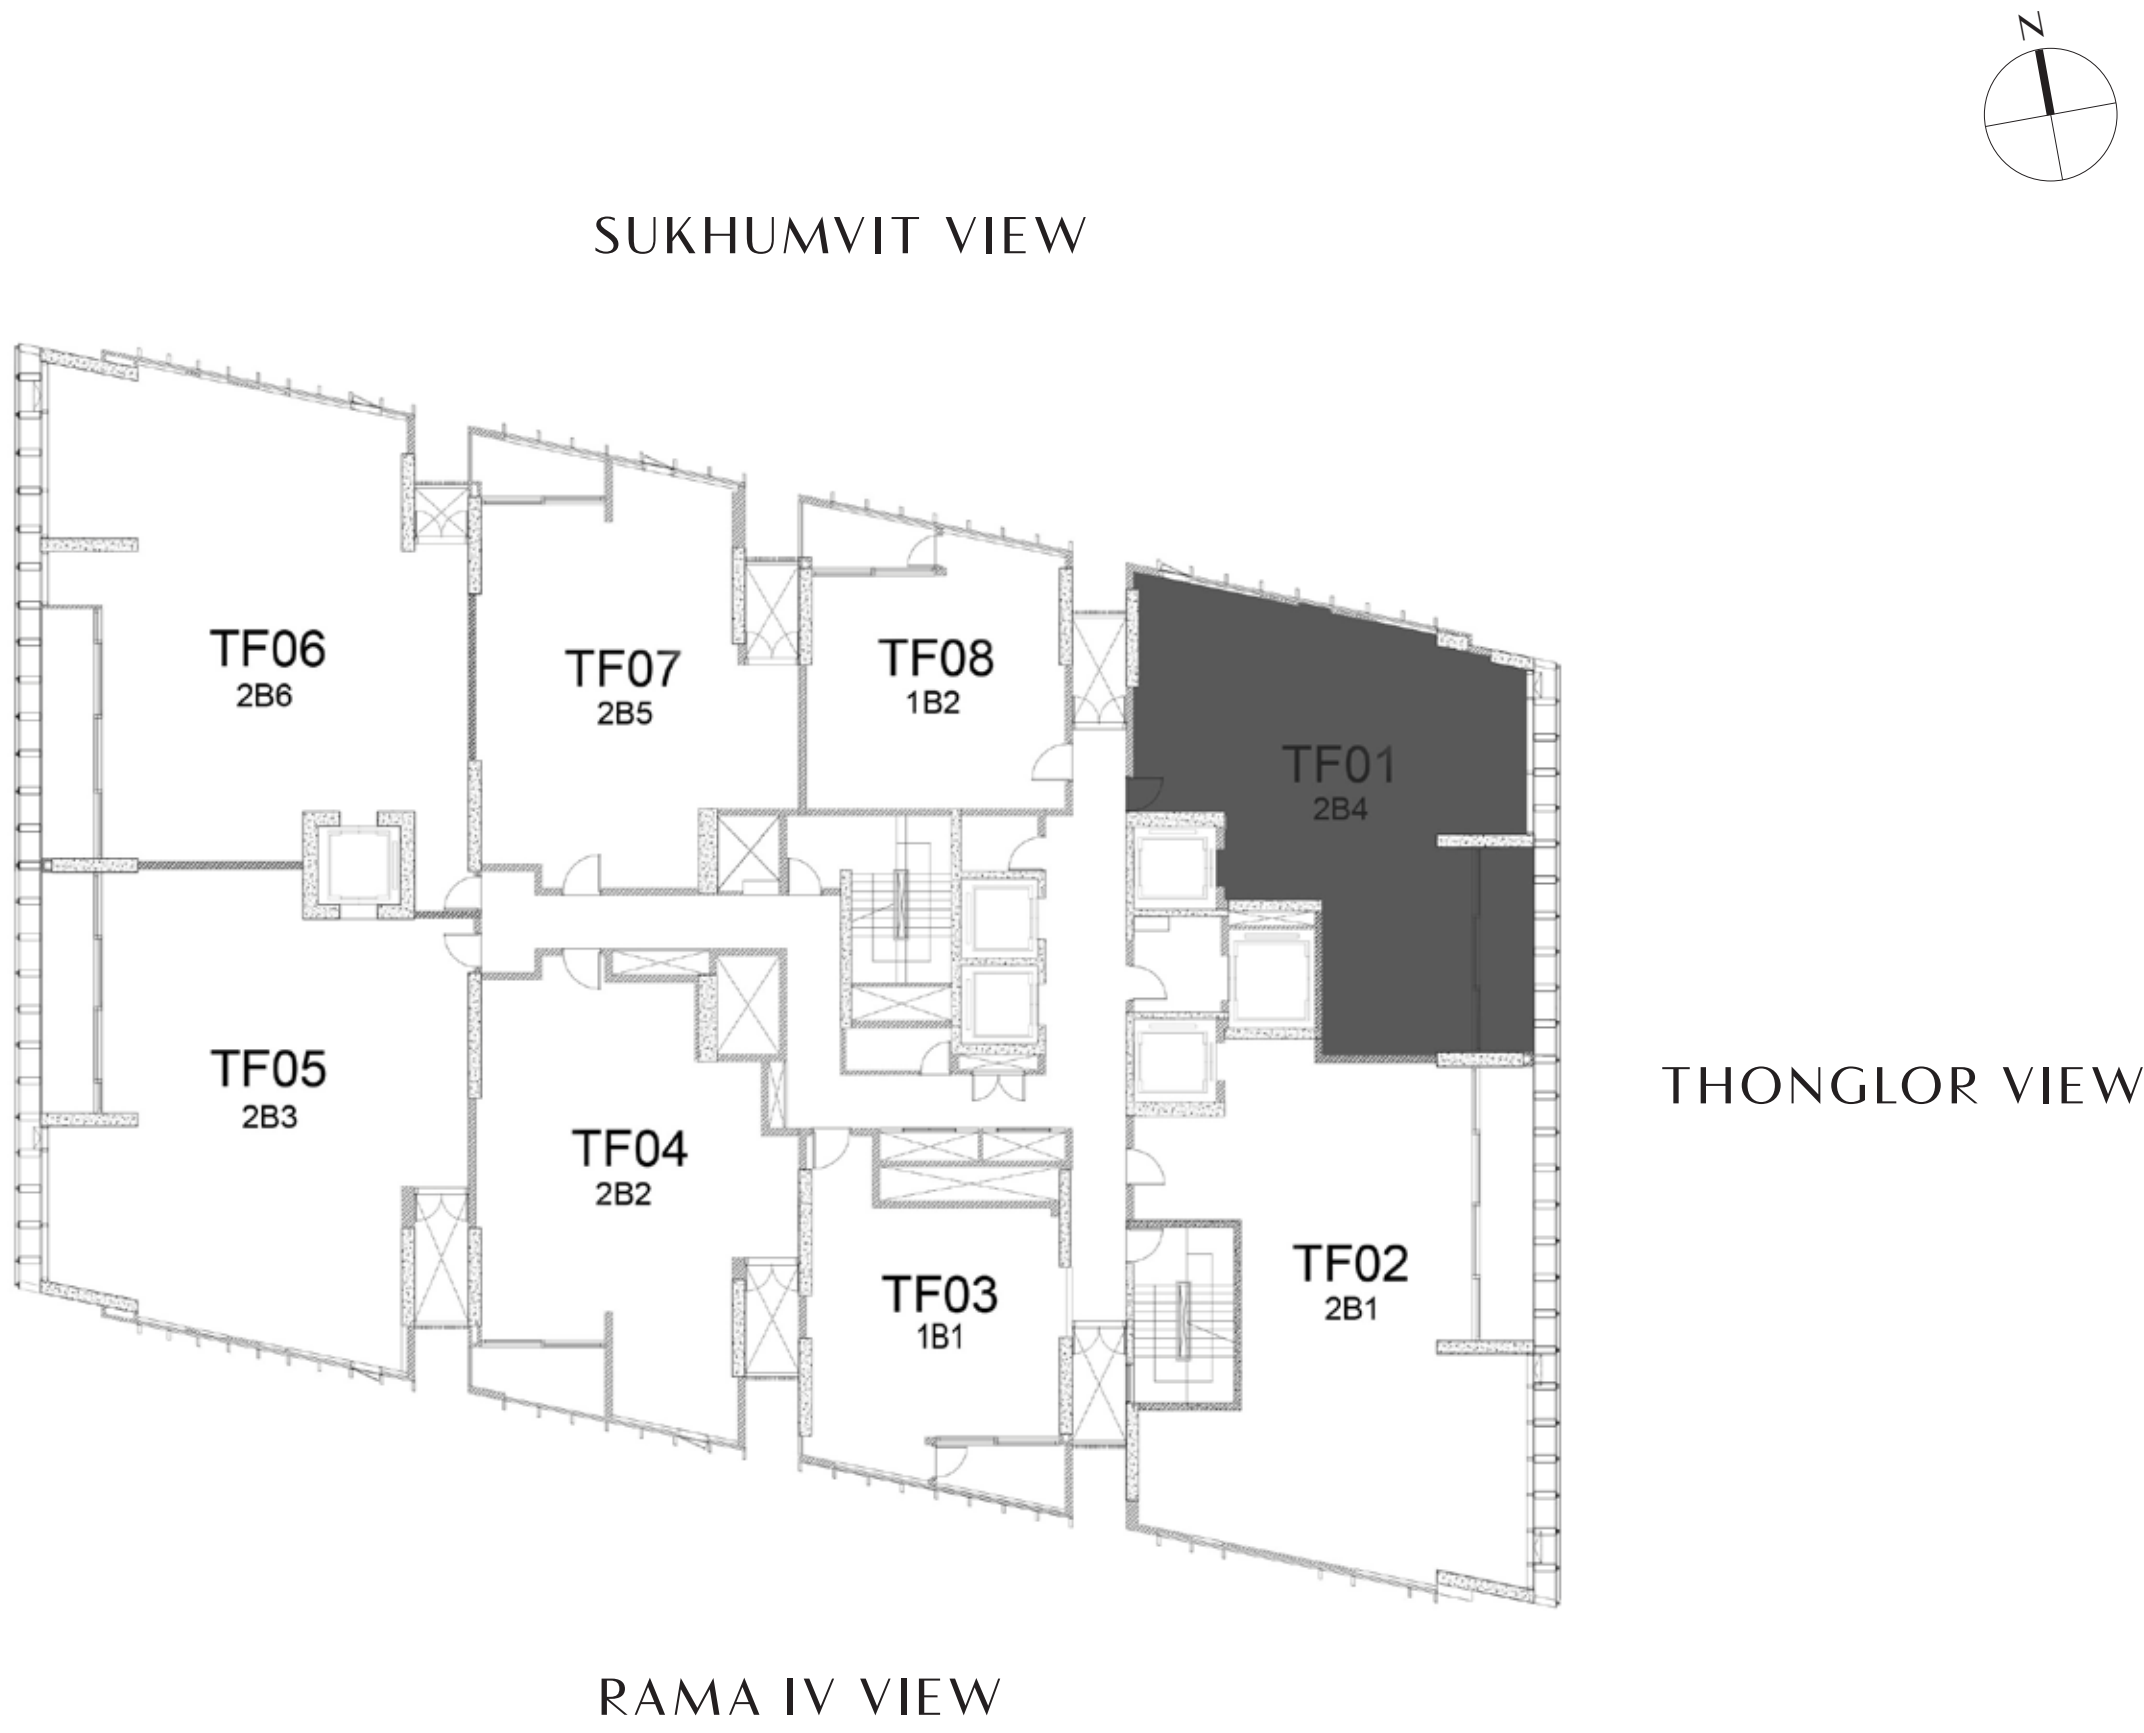 N
SUKHUMVIT VIEW
TF06
2B6
TF07
2B5
TF08
1B2
TF01
2B4
THONGLOR VIEW
TF05
2B3
TF04
2B2
TF03
1B1
TF02
2B1
RAMA IV VIEW